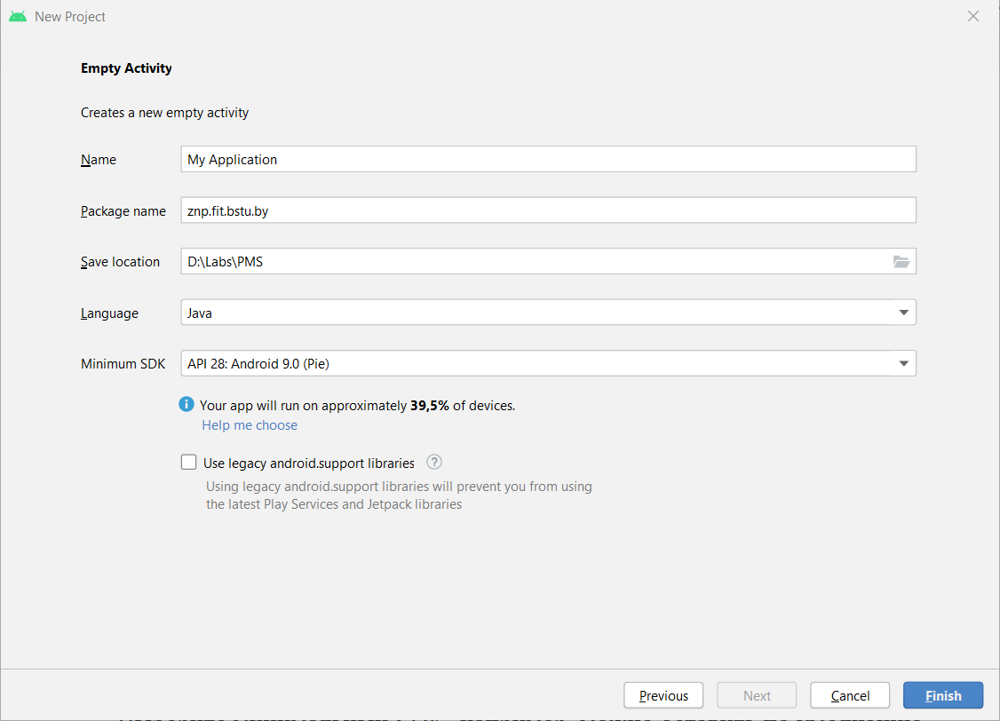 New Project
Empty Activity
Creates a new empty activity
Name My Application
Package name znp.fit.bstu.by
Save location D:\Labs\PMS
Language Java
Minimum SDK API 28: Android 9.0 (Pie)
Your app will run on approximately 39,5% of devices.
Help me choose
Use legacy android.support libraries ?
Using legacy android.support libraries will prevent you from using
the latest Play Services and Jetpack libraries
Previous Next Cancel Finish